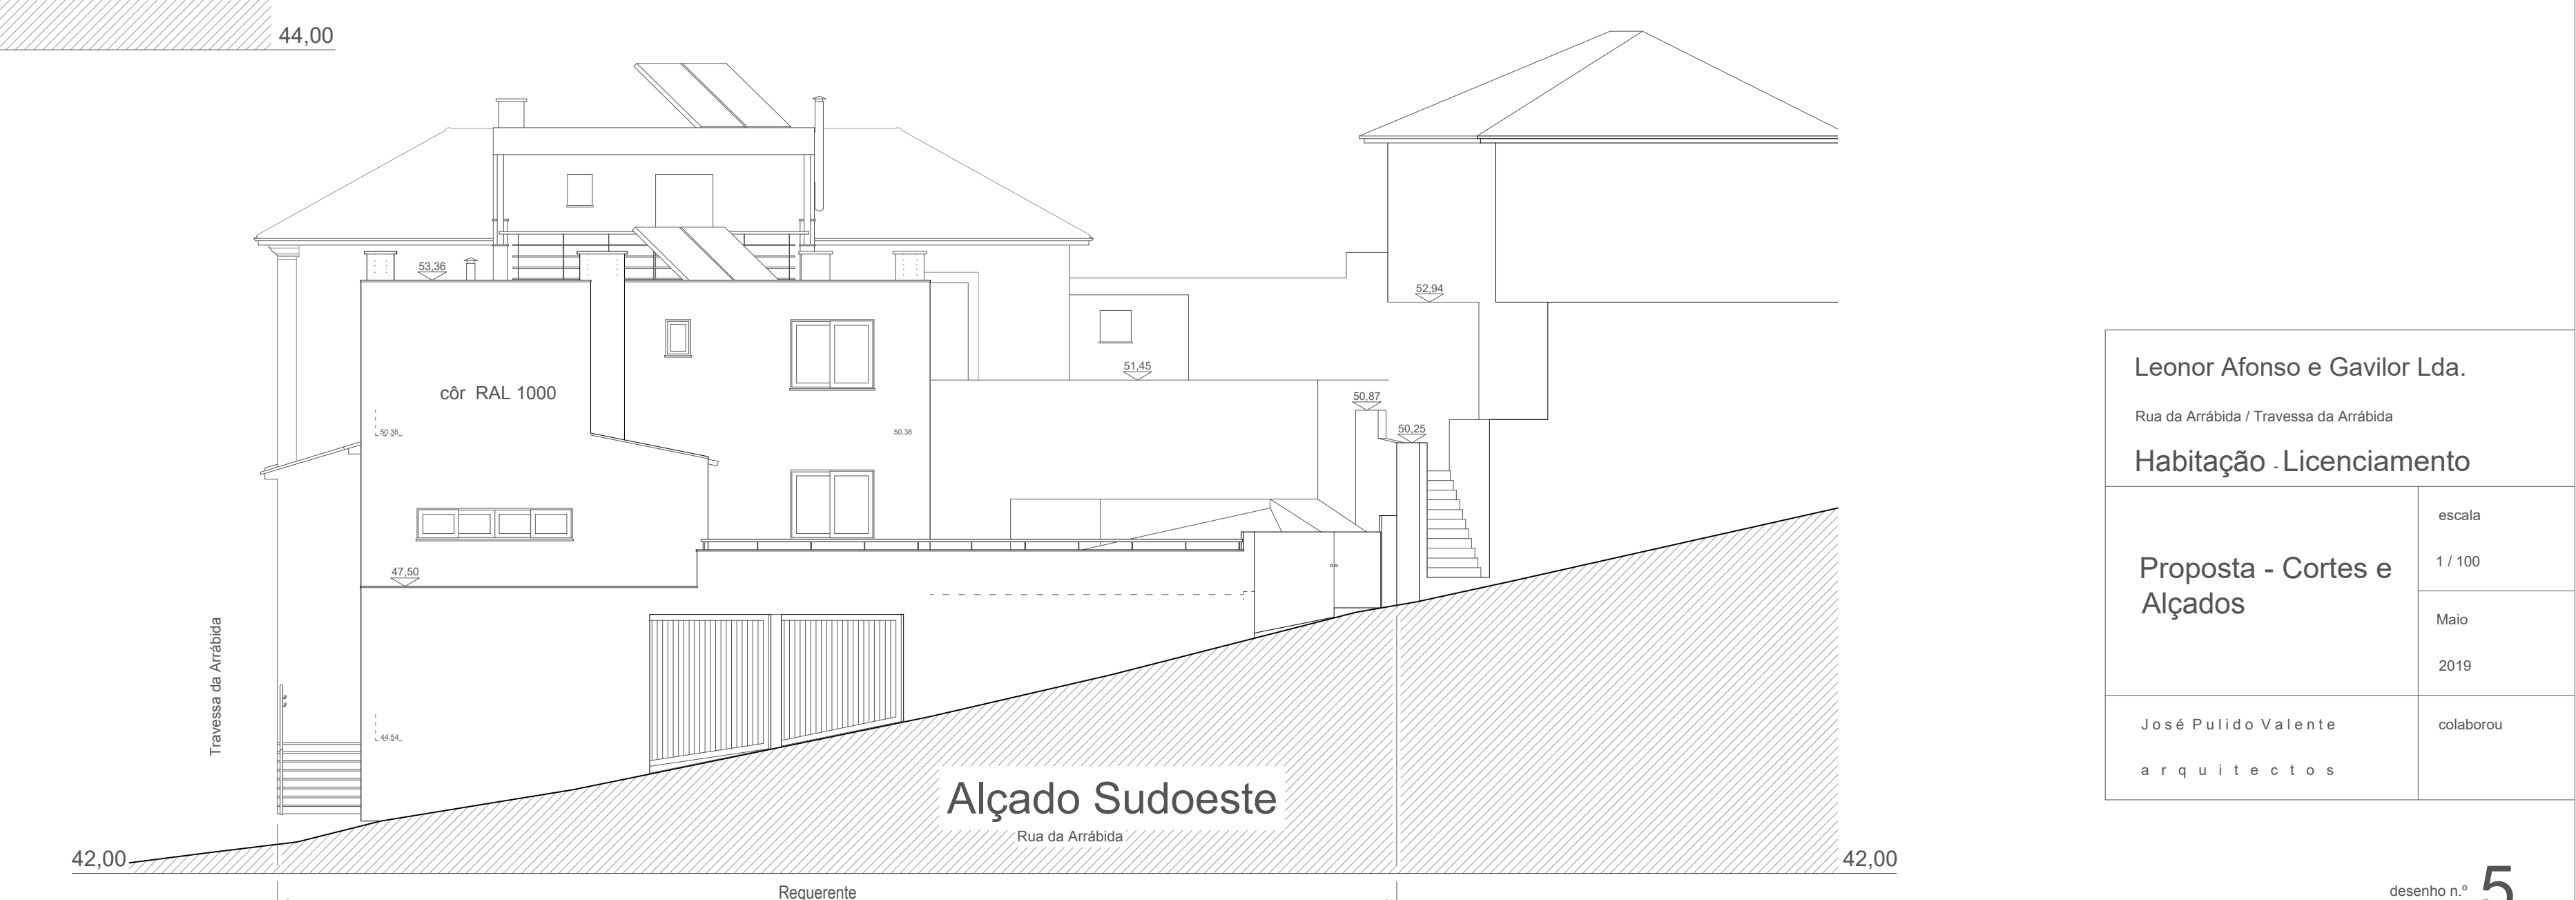 44,00
53,36
52,94
51,45
50,87
50,25
côr RAL 1000
50,38
50,38
47,50
44,54
Travessa da Arrábida
Alçado Sudoeste
Rua da Arrábida
42,00
42,00
Requerente
Leonor Afonso e Gavilor Lda.
Rua da Arrábida / Travessa da Arrábida
Habitação - Licenciamento
Proposta - Cortes e
Alçados
escala
1 / 100
Maio
2019
José Pulido Valente
arquitectos
colaborou
desenho n.º 5